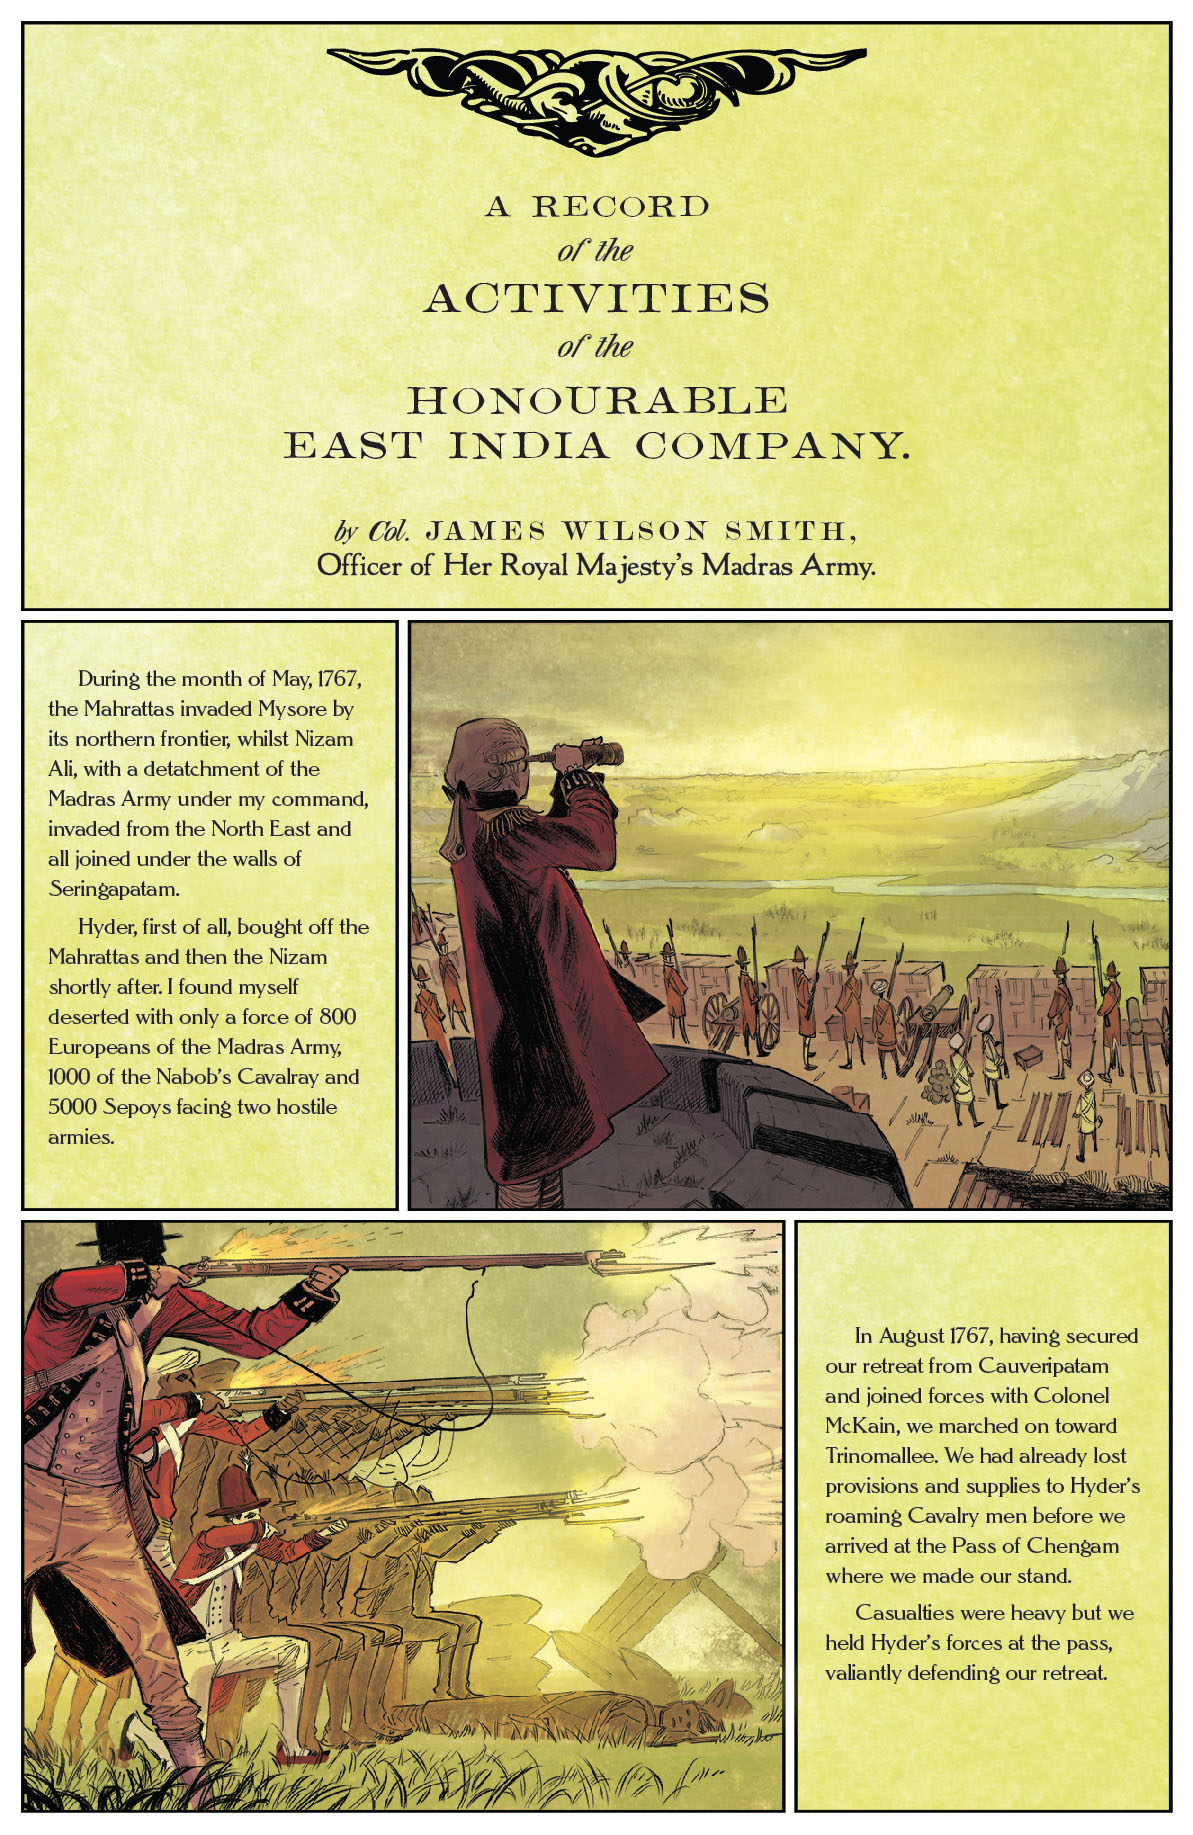 A RECORD
of the
ACTIVITIES
of the
HONOURABLE
EAST INDIA COMPANY.
by Col. JAMES WILSON SMITH,
Officer of Her Royal Majesty's Madras Army.
During the month of May, 1767,
the Mahrattas invaded Mysore by
its northern frontier, whilst Nizam
Ali, with a detatchment of the
Madras Army under my command,
invaded from the North East and
all joined under the walls of
Seringapatam.
Hyder, first of all, bought off the
Mahrattas and then the Nizam
shortly after. I found myself
deserted with only a force of 800
Europeans of the Madras Army,
1000 of the Nabob's Cavalray and
5000 Sepoys facing two hostile
armies.
In August 1767, having secured
our retreat from Cauveripatam
and joined forces with Colonel
McKain, we marched on toward
Trinomallee. We had already lost
provisions and supplies to Hyder's
roaming Cavalry men before we
arrived at the Pass of Chengam
where we made our stand.
Casualties were heavy but we
held Hyder's forces at the pass,
valiantly defending our retreat.